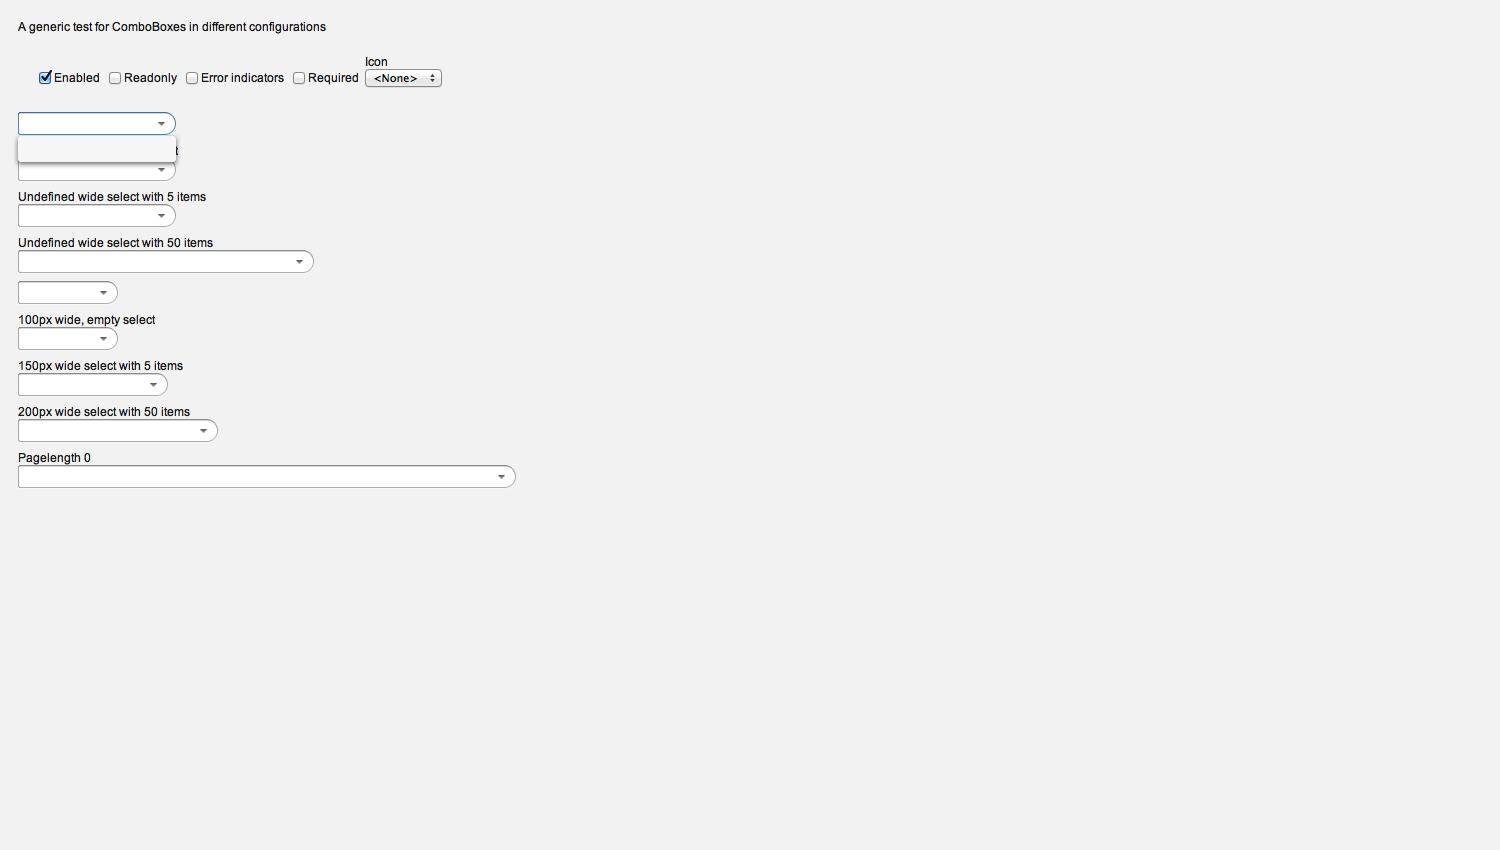 A generic test for ComboBoxes in different configurations
Icon
Enabled Readonly Error indicators Required <None>
Undefined wide select with 5 items
Undefined wide select with 50 items
100px wide, empty select
150px wide select with 5 items
200px wide select with 50 items
Pagelength 0